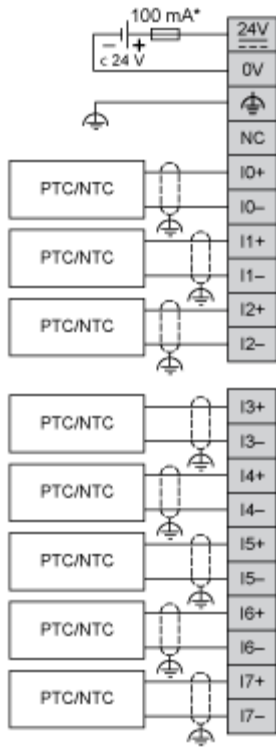 100 mA*
24V
– +
c 24 V
0V
NC
PTC/NTC
I0+
I0–
PTC/NTC
I1+
I1–
PTC/NTC
I2+
I2–
PTC/NTC
I3+
I3–
PTC/NTC
I4+
I4–
PTC/NTC
I5+
I5–
PTC/NTC
I6+
I6–
PTC/NTC
I7+
I7–